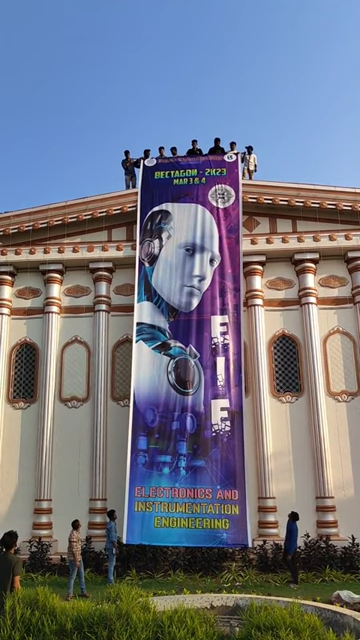 BECTAGON - 2K23
MAR 3 & 4
E
I
E
ELECTRONICS AND
INSTRUMENTATION
ENGINEERING